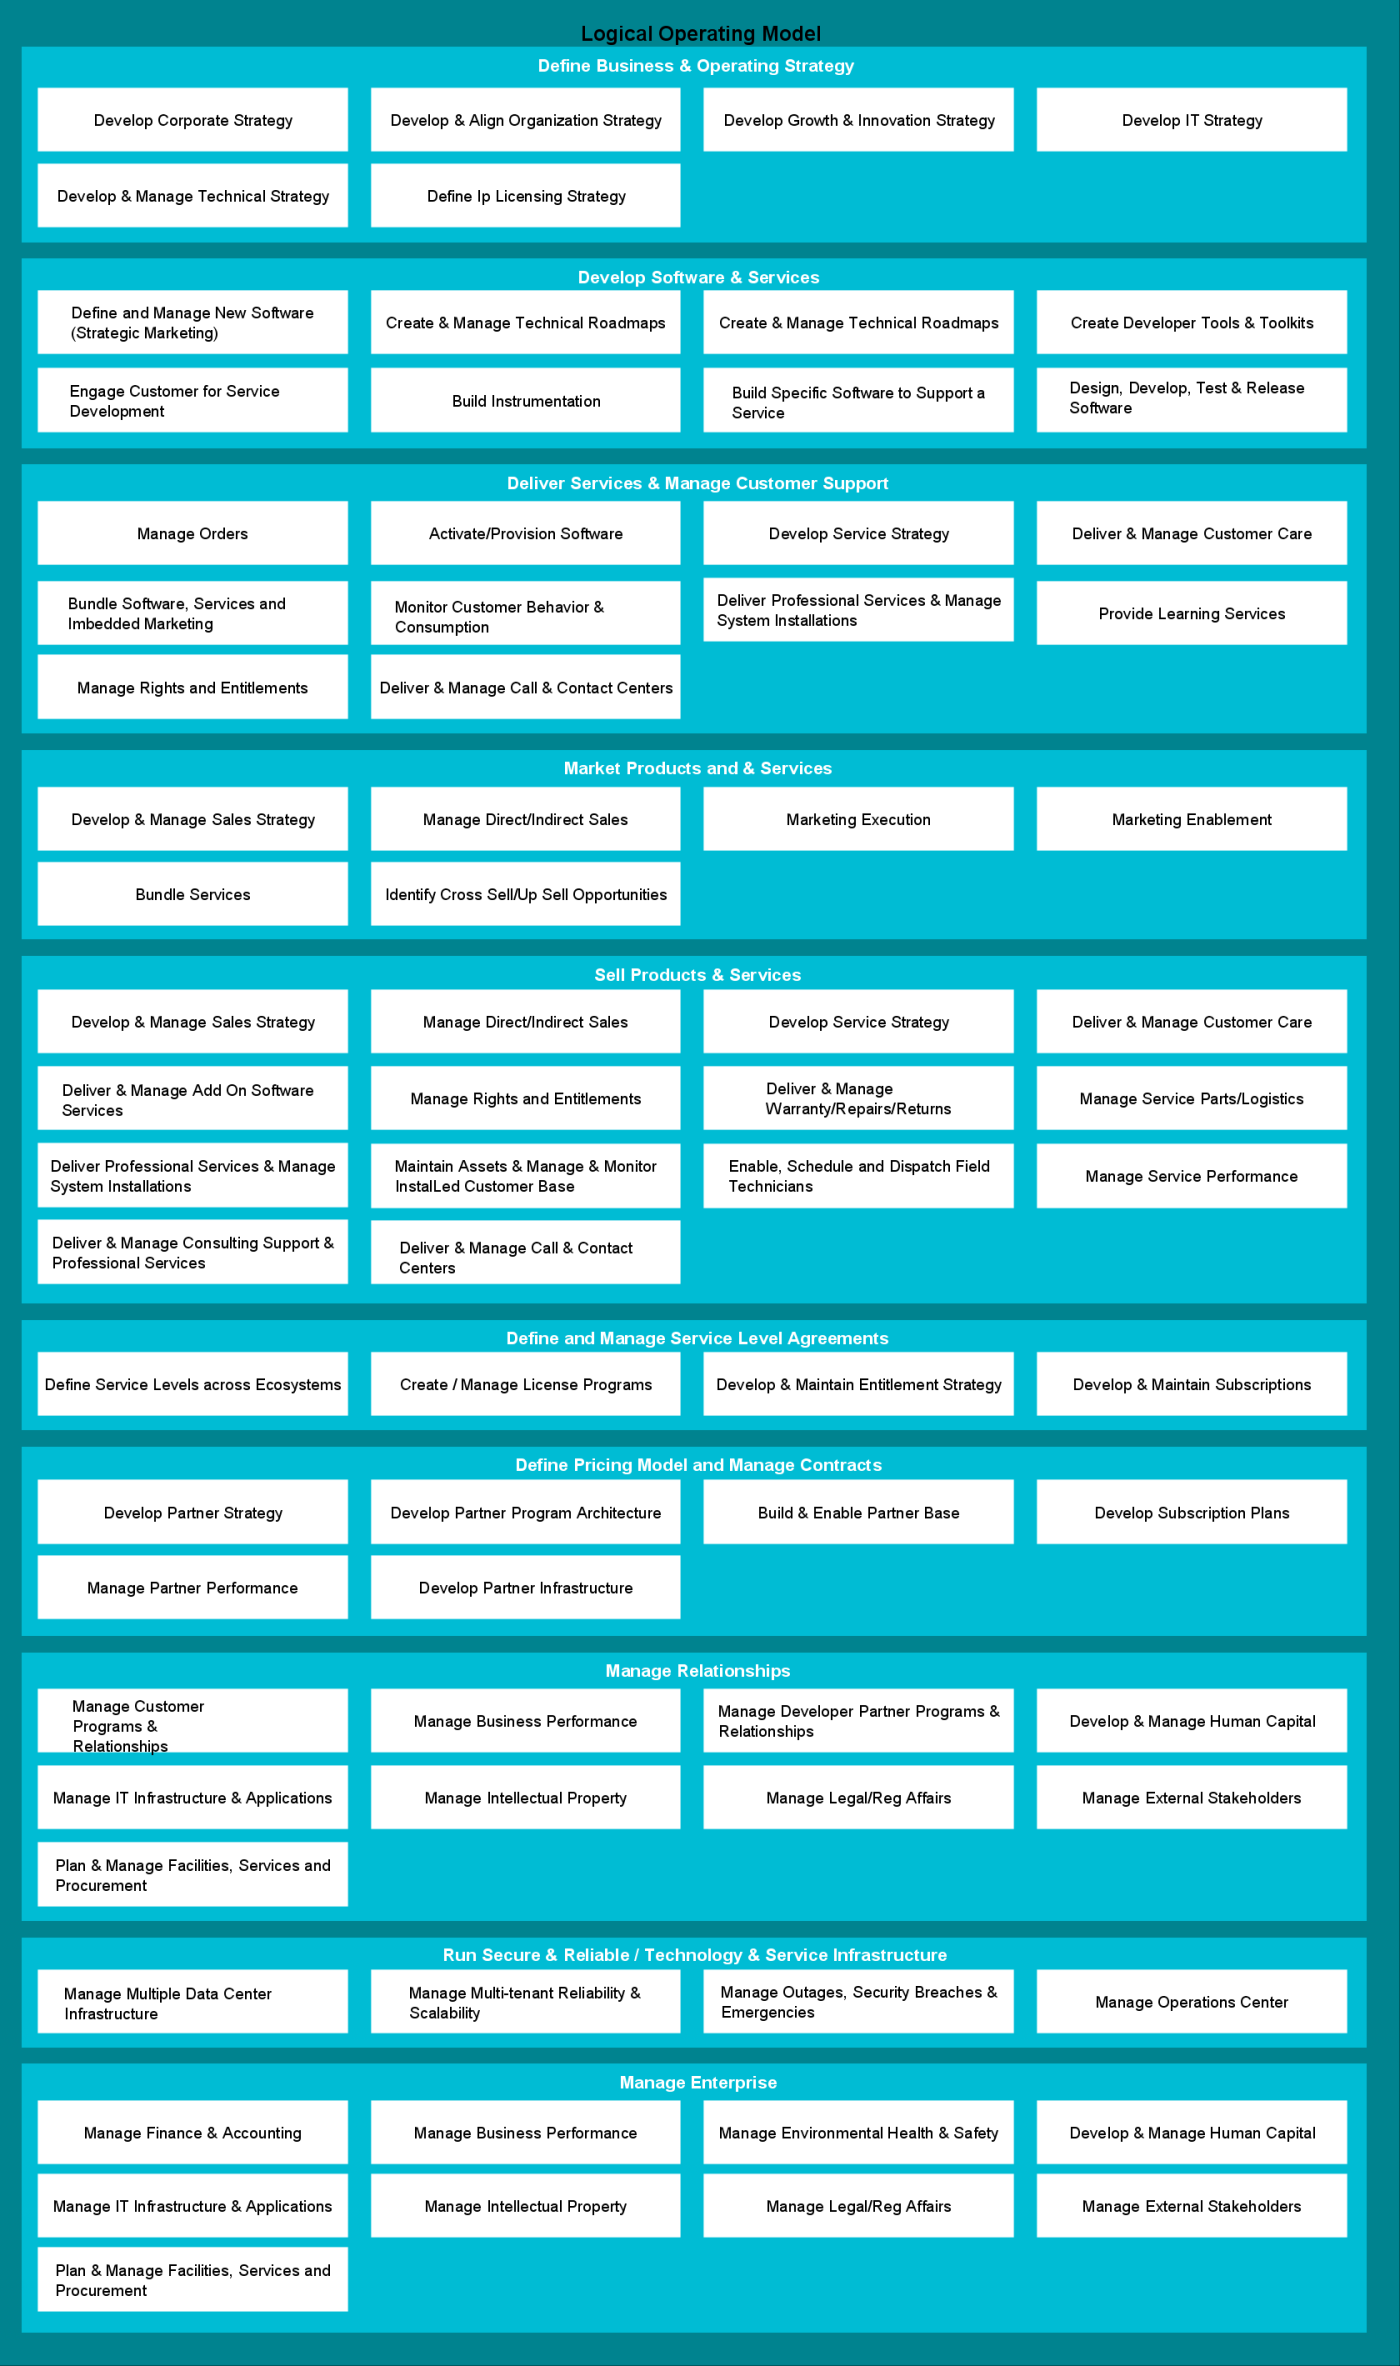 Logical Operating Model
Define Business & Operating Strategy
Develop Corporate Strategy
Develop & Align Organization Strategy
Develop Growth & Innovation Strategy
Develop IT Strategy
Develop & Manage Technical Strategy
Define Ip Licensing Strategy
Develop Software & Services
Define and Manage New Software
(Strategic Marketing)
Create & Manage Technical Roadmaps
Create & Manage Technical Roadmaps
Create Developer Tools & Toolkits
Engage Customer for Service
Development
Build Instrumentation
Build Specific Software to Support a
Service
Design, Develop, Test & Release
Software
Deliver Services & Manage Customer Support
Manage Orders
Activate/Provision Software
Develop Service Strategy
Deliver & Manage Customer Care
Bundle Software, Services and
Imbedded Marketing
Monitor Customer Behavior &
Consumption
Deliver Professional Services & Manage
System Installations
Provide Learning Services
Manage Rights and Entitlements
Deliver & Manage Call & Contact Centers
Market Products and & Services
Develop & Manage Sales Strategy
Manage Direct/Indirect Sales
Marketing Execution
Marketing Enablement
Bundle Services
Identify Cross Sell/Up Sell Opportunities
Sell Products & Services
Develop & Manage Sales Strategy
Manage Direct/Indirect Sales
Develop Service Strategy
Deliver & Manage Customer Care
Deliver & Manage Add On Software
Services
Manage Rights and Entitlements
Deliver & Manage
Warranty/Repairs/Returns
Manage Service Parts/Logistics
Deliver Professional Services & Manage
System Installations
Maintain Assets & Manage & Monitor
InstalLed Customer Base
Enable, Schedule and Dispatch Field
Technicians
Manage Service Performance
Deliver & Manage Consulting Support &
Professional Services
Deliver & Manage Call & Contact
Centers
Define and Manage Service Level Agreements
Define Service Levels across Ecosystems
Create / Manage License Programs
Develop & Maintain Entitlement Strategy
Develop & Maintain Subscriptions
Define Pricing Model and Manage Contracts
Develop Partner Strategy
Develop Partner Program Architecture
Build & Enable Partner Base
Develop Subscription Plans
Manage Partner Performance
Develop Partner Infrastructure
Manage Relationships
Manage Customer
Programs &
Relationships
Manage Business Performance
Manage Developer Partner Programs &
Relationships
Develop & Manage Human Capital
Manage IT Infrastructure & Applications
Manage Intellectual Property
Manage Legal/Reg Affairs
Manage External Stakeholders
Plan & Manage Facilities, Services and
Procurement
Run Secure & Reliable / Technology & Service Infrastructure
Manage Multiple Data Center
Infrastructure
Manage Multi-tenant Reliability &
Scalability
Manage Outages, Security Breaches &
Emergencies
Manage Operations Center
Manage Enterprise
Manage Finance & Accounting
Manage Business Performance
Manage Environmental Health & Safety
Develop & Manage Human Capital
Manage IT Infrastructure & Applications
Manage Intellectual Property
Manage Legal/Reg Affairs
Manage External Stakeholders
Plan & Manage Facilities, Services and
Procurement